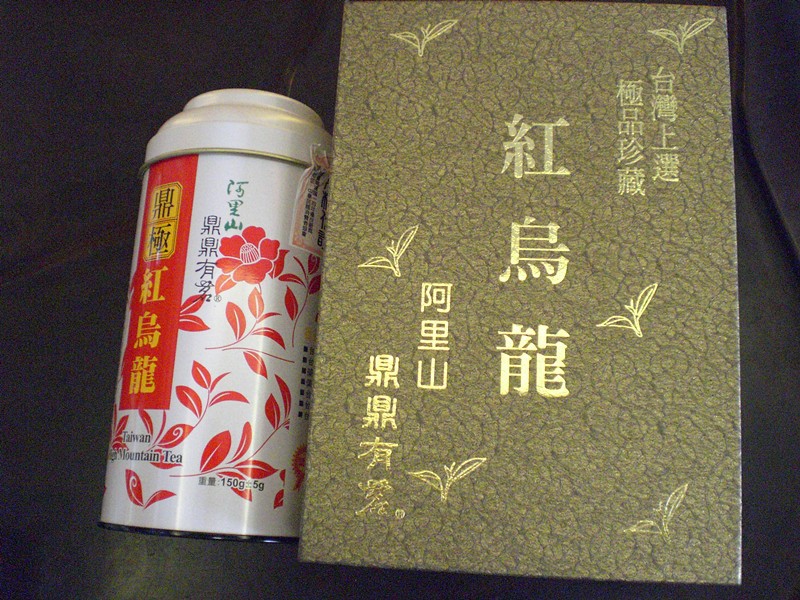 鼎極
紅烏龍
阿里山
鼎鼎有茗®
Taiwan
Mountain Tea
重量:150g±5g
台灣上選
極品珍藏
紅烏龍
阿里山
鼎鼎有茗®